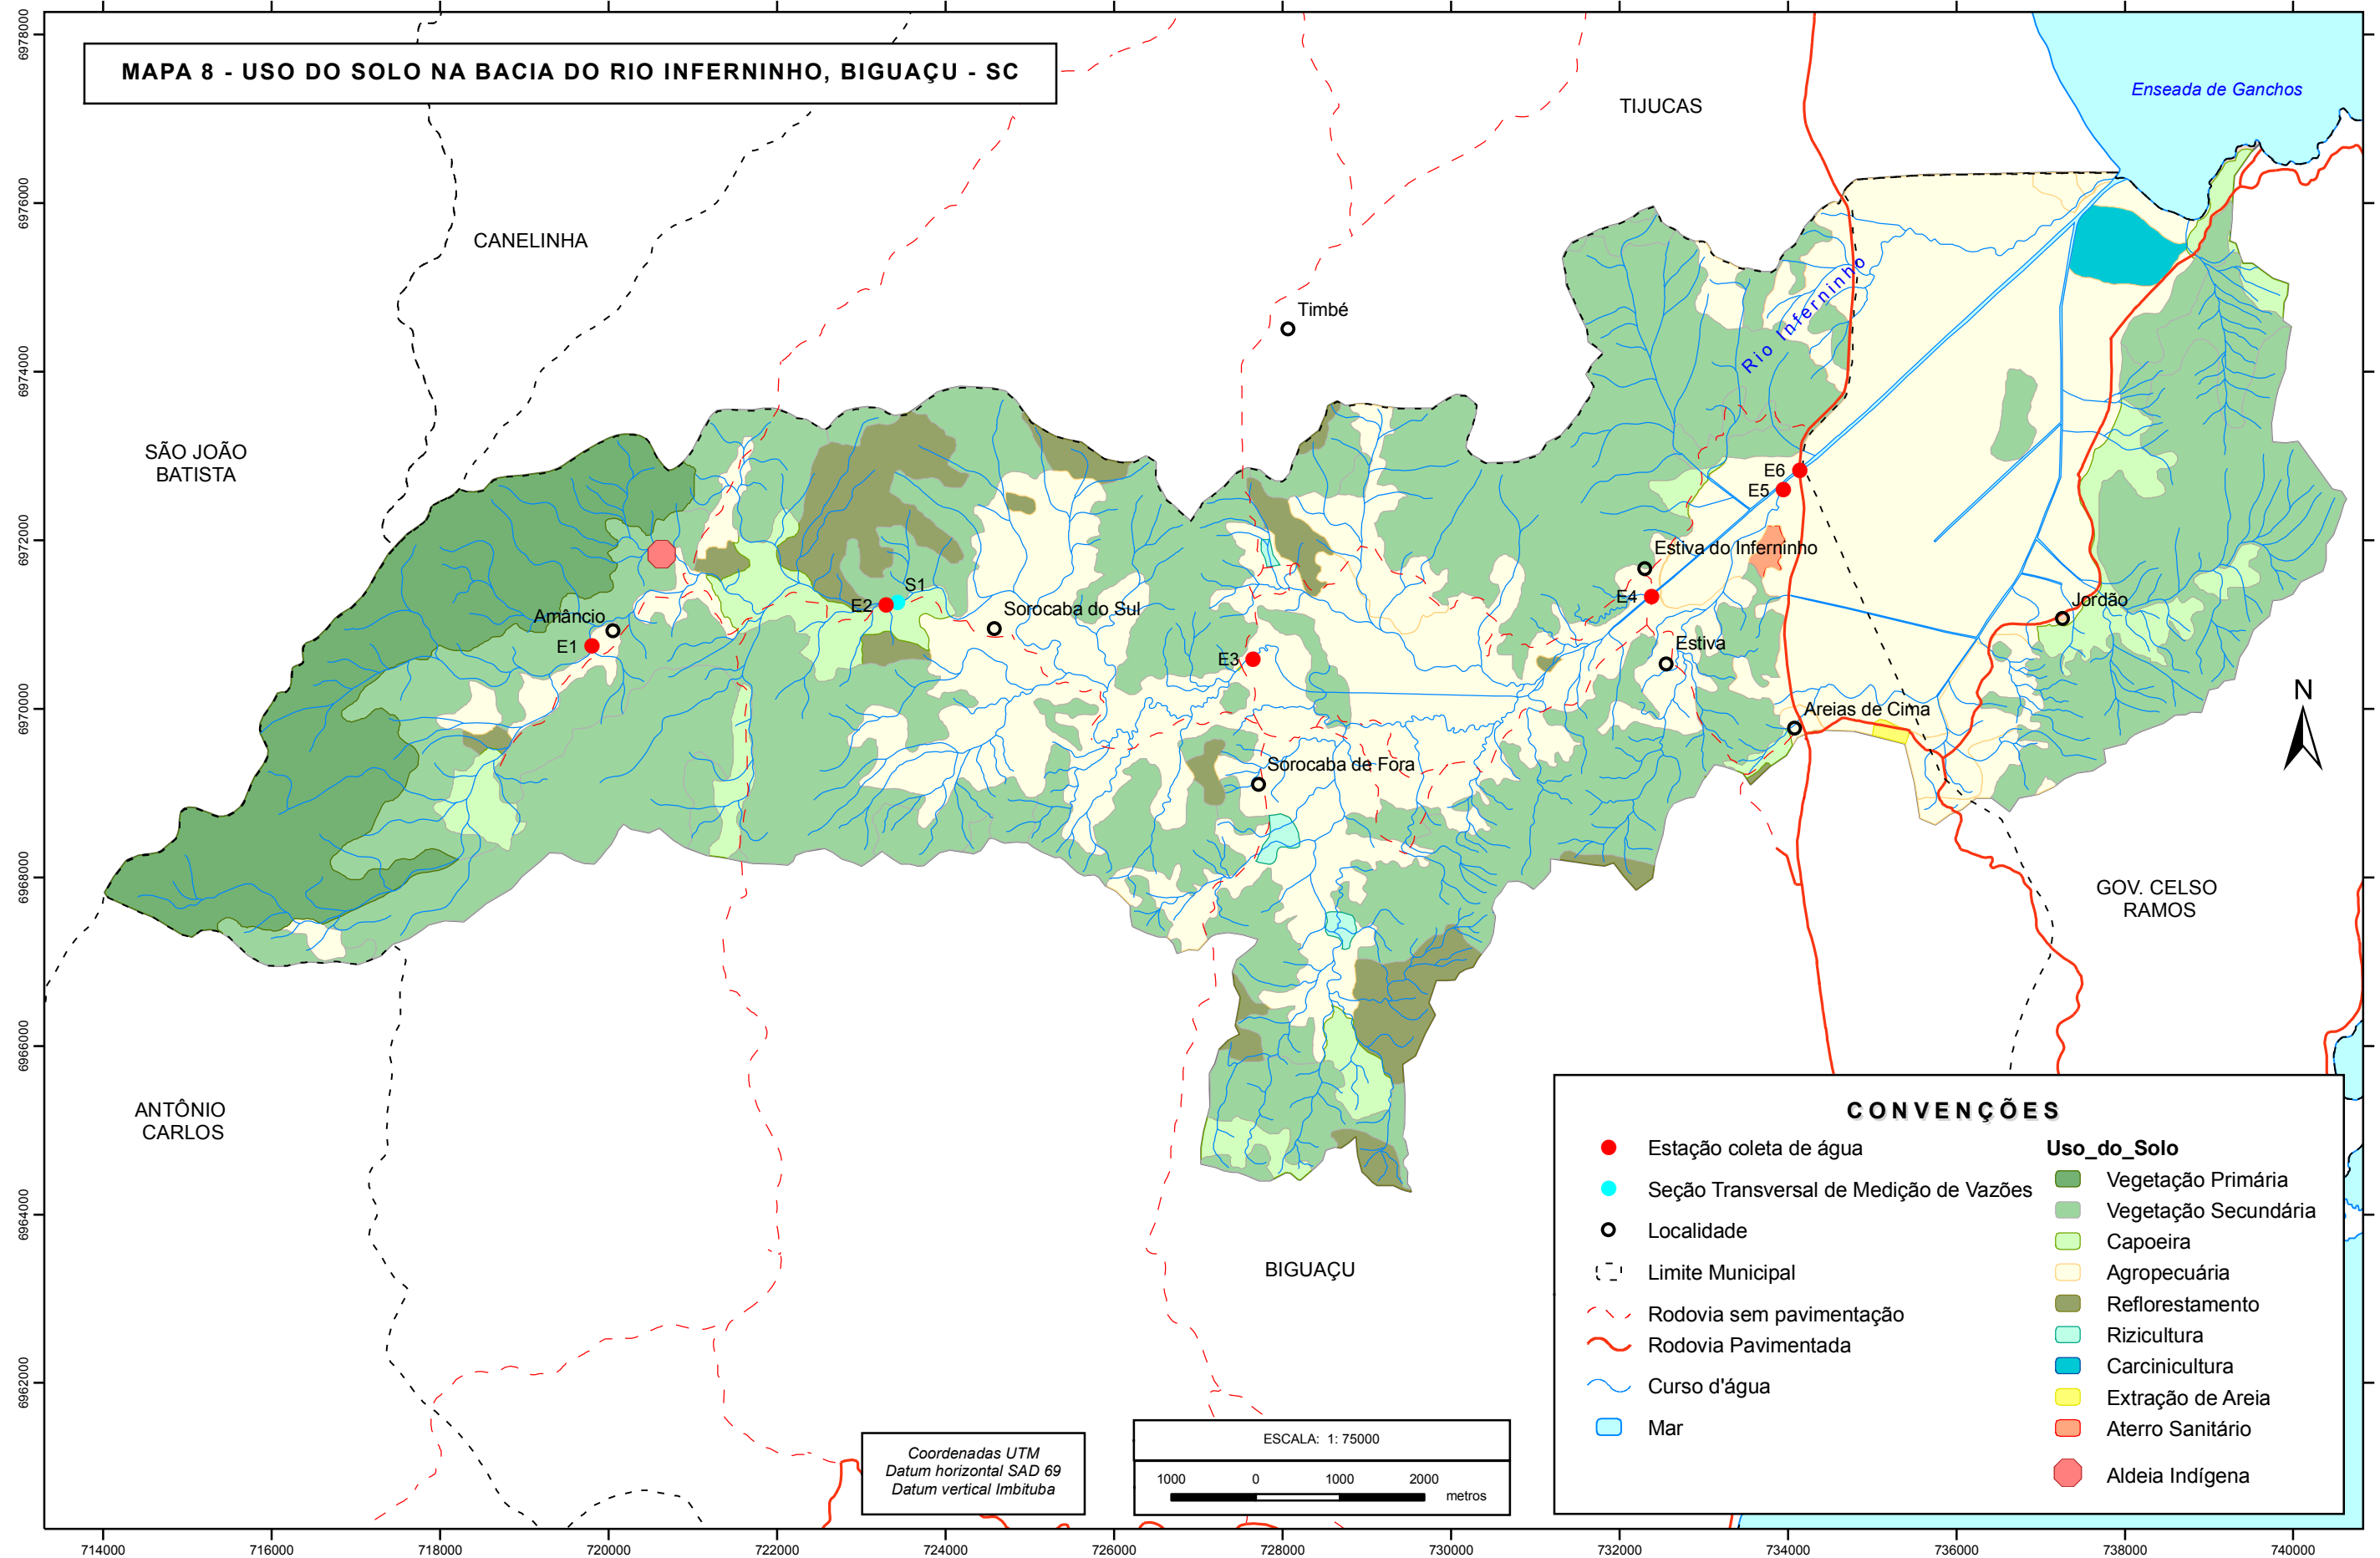 MAPA 8 - USO DO SOLO NA BACIA DO RIO INFERNINHO, BIGUAÇU - SC
Enseada de Ganchos
TIJUCAS
CANELINHA
Timbé
Rio Inferninho
SÃO JOÃO
BATISTA
E6
E5
Estiva do Inferninho
S1
E2
E4
Sorocaba do Sul
Amâncio
Jordão
E1
Estiva
E3
N
Areias de Cima
Sorocaba de Fora
GOV. CELSO
RAMOS
ANTÔNIO
CARLOS
BIGUAÇU
CONVENÇÕES
Estação coleta de água
Seção Transversal de Medição de Vazões
Localidade
Limite Municipal
Rodovia sem pavimentação
Rodovia Pavimentada
Curso d'água
Mar
Uso_do_Solo
Vegetação Primária
Vegetação Secundária
Capoeira
Agropecuária
Reflorestamento
Rizicultura
Carcinicultura
Extração de Areia
Aterro Sanitário
Aldeia Indígena
Coordenadas UTM
Datum horizontal SAD 69
Datum vertical Imbituba
ESCALA: 1: 75000
1000 0 1000 2000
metros
6978000
6976000
6974000
6972000
6970000
6968000
6966000
6964000
6962000
714000 716000 718000 720000 722000 724000 726000 728000 730000 732000 734000 736000 738000 740000